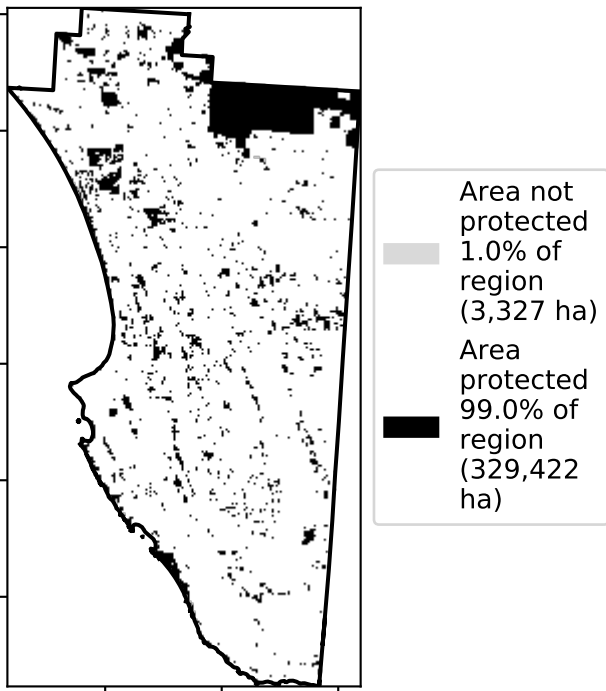 Area not
protected
1.0% of
region
(3,327 ha)
Area
protected
99.0% of
region
(329,422
ha)